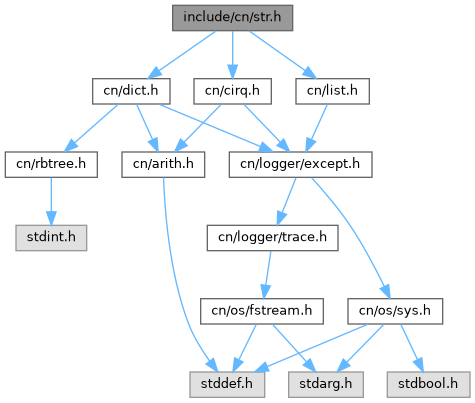 include/cn/str.h
cn/dict.h
cn/cirq.h
cn/list.h
cn/rbtree.h
cn/arith.h
cn/logger/except.h
stdint.h
cn/logger/trace.h
cn/os/fstream.h
cn/os/sys.h
stddef.h
stdarg.h
stdbool.h